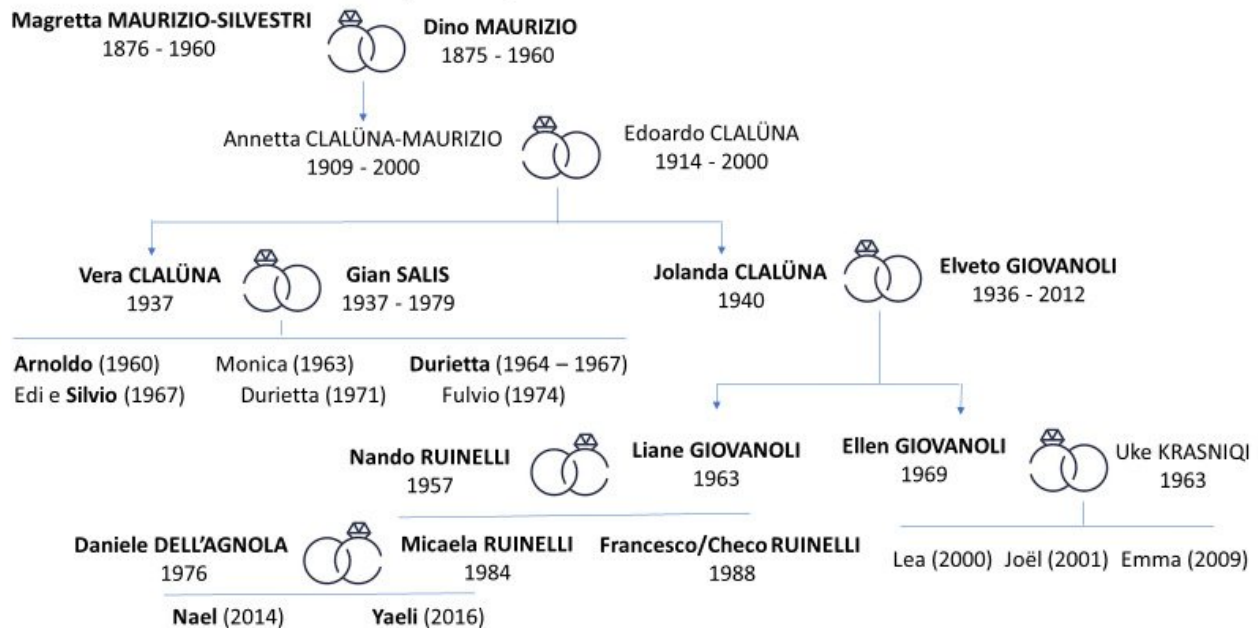 Magretta MAURIZIO-SILVESTRI
1876 - 1960
Dino MAURIZIO
1875 - 1960
Annetta CLALÜNA-MAURIZIO
1909 - 2000
Edoardo CLALÜNA
1914 - 2000
Vera CLALÜNA
1937
Gian SALIS
1937 - 1979
Jolanda CLALÜNA
1940
Elveto GIOVANOLI
1936 - 2012
Arnoldo (1960) Monica (1963) Durietta (1964 – 1967)
Edi e Silvio (1967) Durietta (1971) Fulvio (1974)
Nando RUINELLI
1957
Liane GIOVANOLI
1963
Ellen GIOVANOLI
1969
Uke KRASNIQI
1963
Daniele DELL’AGNOLA
1976
Micaela RUINELLI
1984
Francesco/Checo RUINELLI
1988
Lea (2000) Joël (2001) Emma (2009)
Nael (2014) Yaeli (2016)